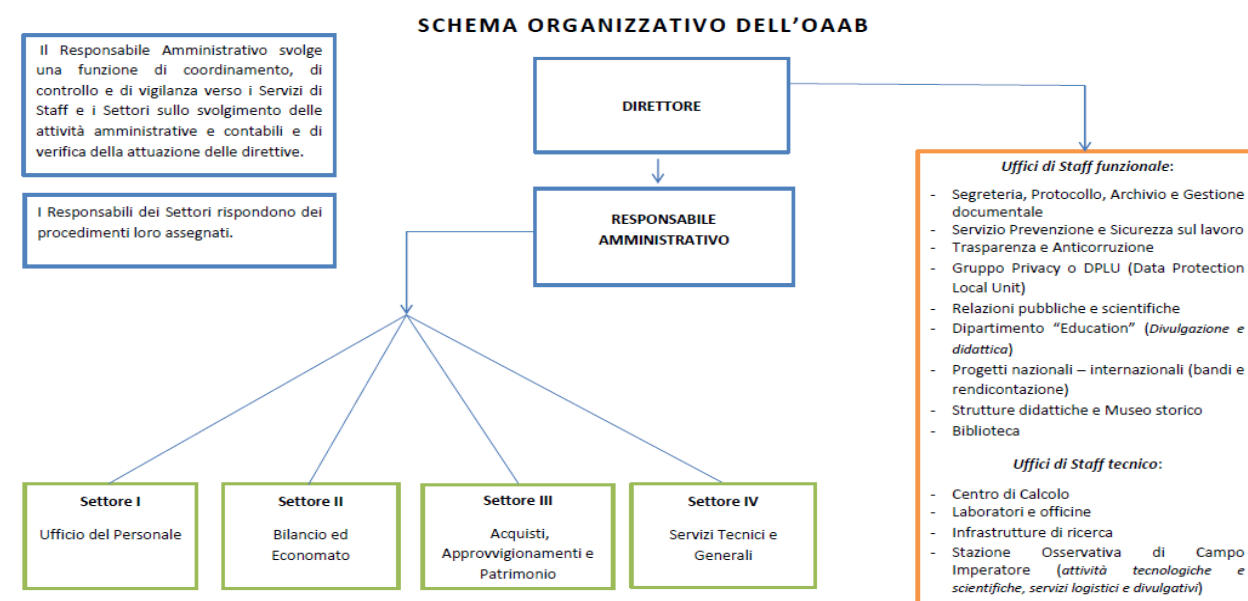 SCHEMA ORGANIZZATIVO DELL'OAAB
Il Responsabile Amministrativo svolge
una funzione di coordinamento, di
controllo e di vigilanza verso i Servizi di
Staff e i Settori sullo svolgimento delle
attività amministrative e contabili e di
verifica della attuazione delle direttive.
I Responsabili dei Settori rispondono dei
procedimenti loro assegnati.
DIRETTORE
RESPONSABILE
AMMINISTRATIVO
Uffici di Staff funzionale:
- Segreteria, Protocollo, Archivio e Gestione
documentale
- Servizio Prevenzione e Sicurezza sul lavoro
- Trasparenza e Anticorruzione
- Gruppo Privacy o DPLU (Data Protection
Local Unit)
- Relazioni pubbliche e scientifiche
- Dipartimento “Education” (Divulgazione e
didattica)
- Progetti nazionali – internazionali (bandi e
rendicontazione)
- Strutture didattiche e Museo storico
- Biblioteca
Uffici di Staff tecnico:
- Centro di Calcolo
- Laboratori e officine
- Infrastrutture di ricerca
- Stazione Osservativa di Campo
Imperatore (attività tecnologiche e
scientifiche, servizi logistici e divulgativi)
Settore I
Ufficio del Personale
Settore II
Bilancio ed
Economato
Settore III
Acquisti,
Approvvigionamenti e
Patrimonio
Settore IV
Servizi Tecnici e
Generali